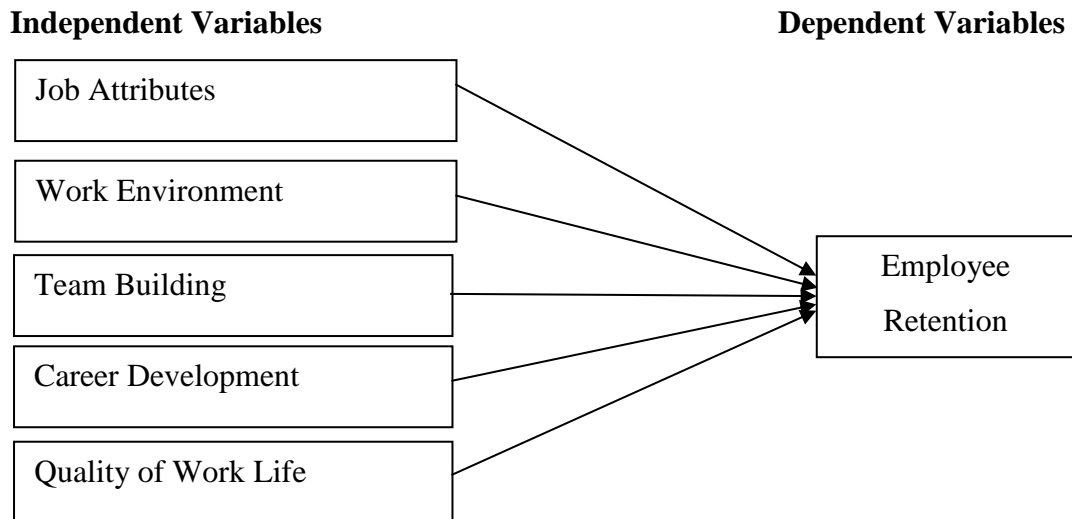 Independent Variables
Dependent Variables
Job Attributes
Work Environment
Team Building
Career Development
Quality of Work Life
Employee
Retention